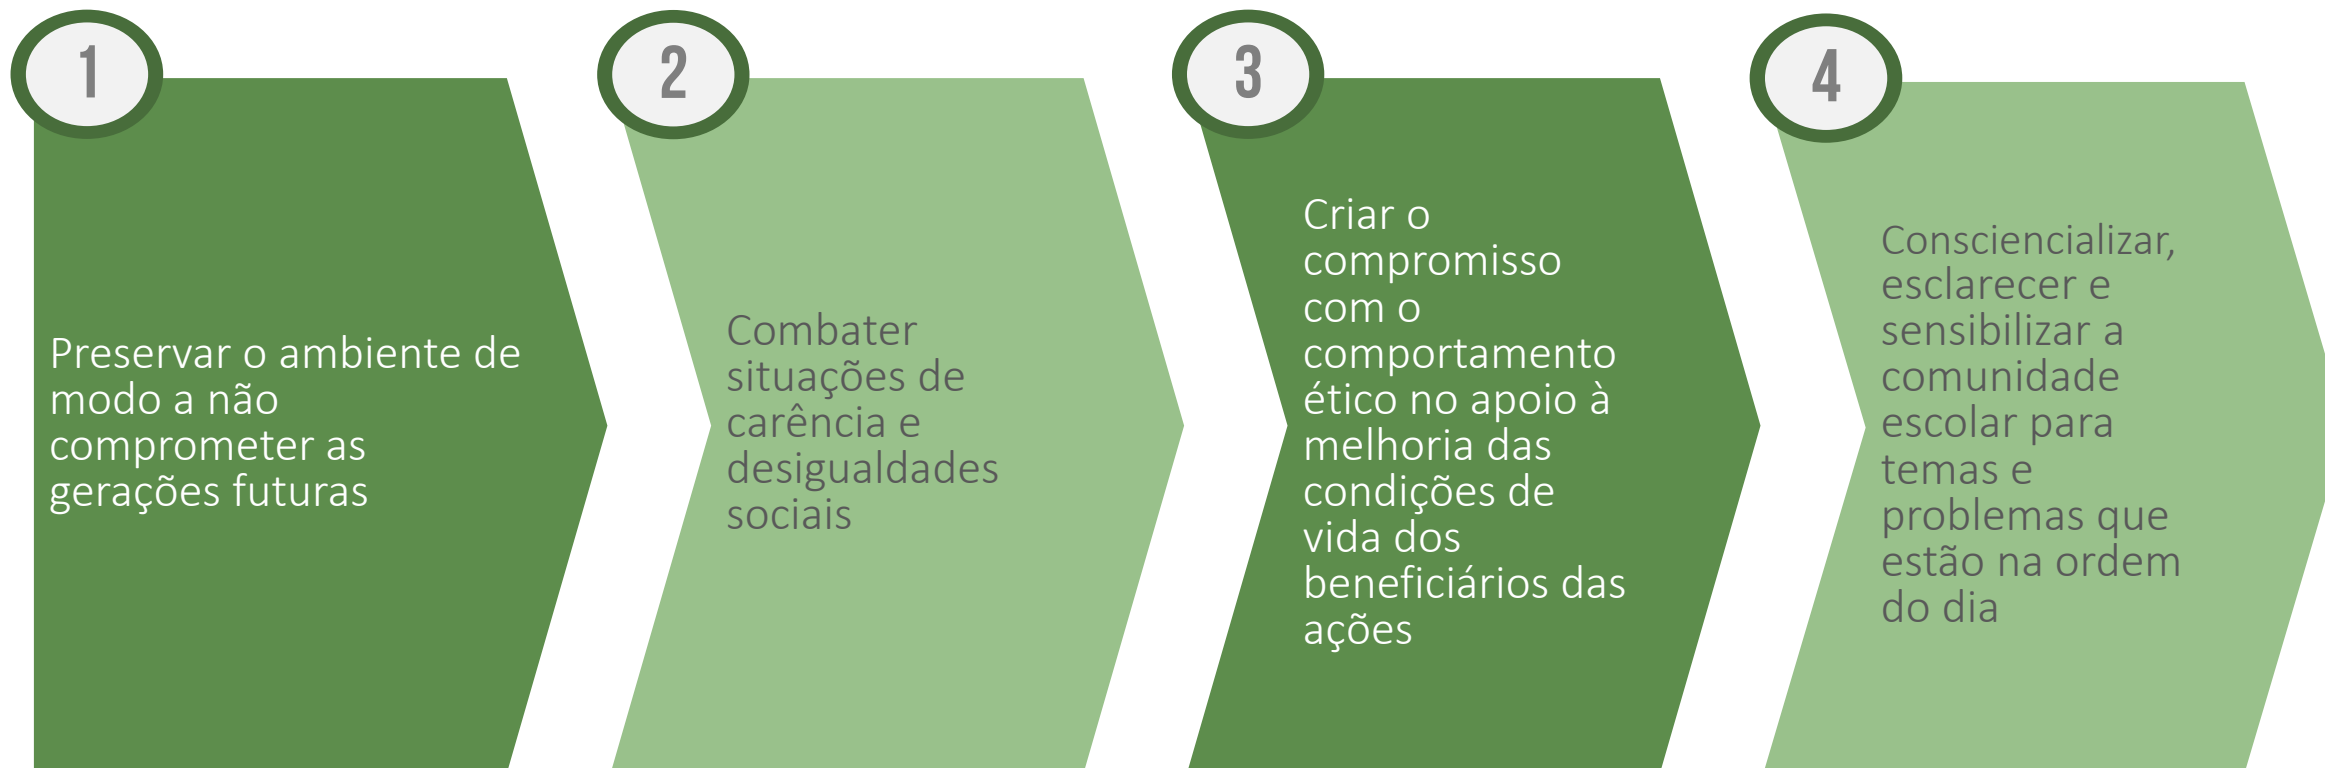 1
Preservar o ambiente de
modo a não
comprometer as
gerações futuras
2
Combater
situações de
carência e
desigualdades
sociais
3
Criar o
compromisso
com o
comportamento
ético no apoio à
melhoria das
condições de
vida dos
beneficiários das
ações
4
Consciencializar,
esclarecer e
sensibilizar a
comunidade
escolar para
temas e
problemas que
estão na ordem
do dia